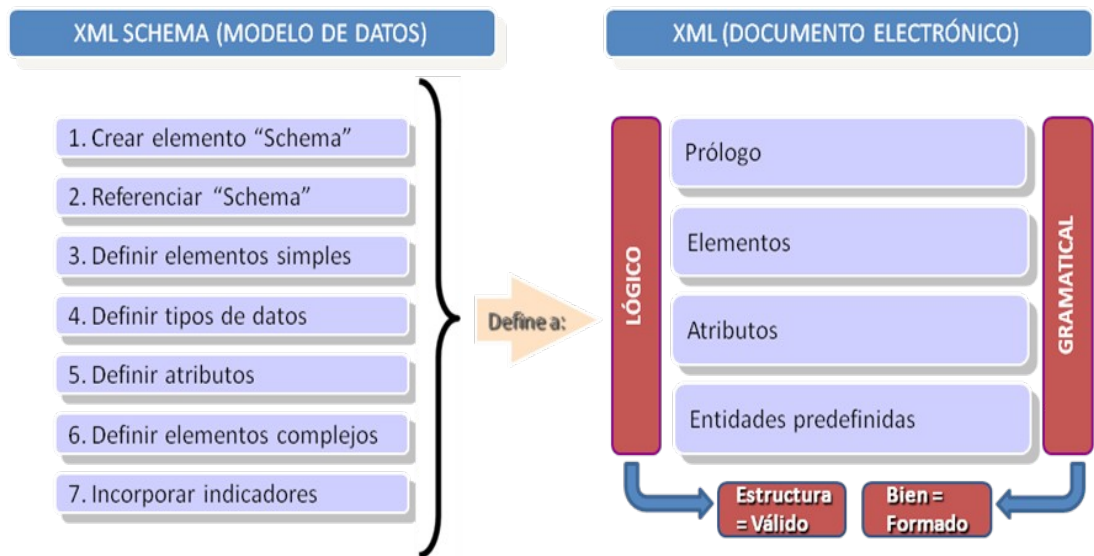 XML SCHEMA (MODELO DE DATOS)
1. Crear elemento “Schema”
2. Referenciar “Schema”
3. Definir elementos simples
4. Definir tipos de datos
5. Definir atributos
6. Definir elementos complejos
7. Incorporar indicadores
Define a:
XML (DOCUMENTO ELECTRÓNICO)
LÓGICO
Prólogo
Elementos
Atributos
Entidades predefinidas
GRAMATICAL
Estructura
= Válido
Bien =
Formado